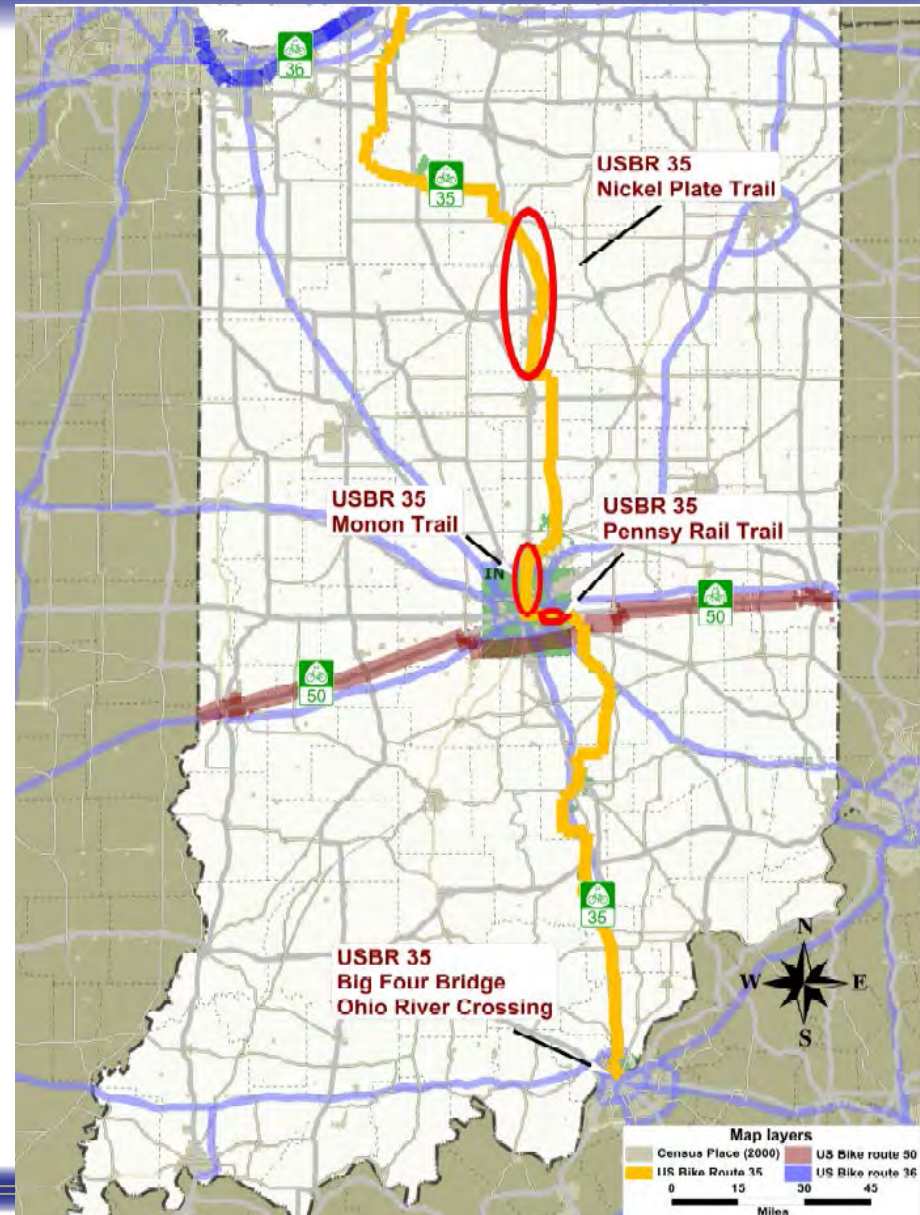 36
35
USBR 35
Nickel Plate Trail
USBR 35
Monon Trail
USBR 35
Pennsy Rail Trail
IN
50
50
35
USBR 35
Big Four Bridge
Ohio River Crossing
N
W E
S
Map layers
Census Place (2000) US Bike route 50
US Bike Route 35 US Bike route 36
0 15 30 45
Miles